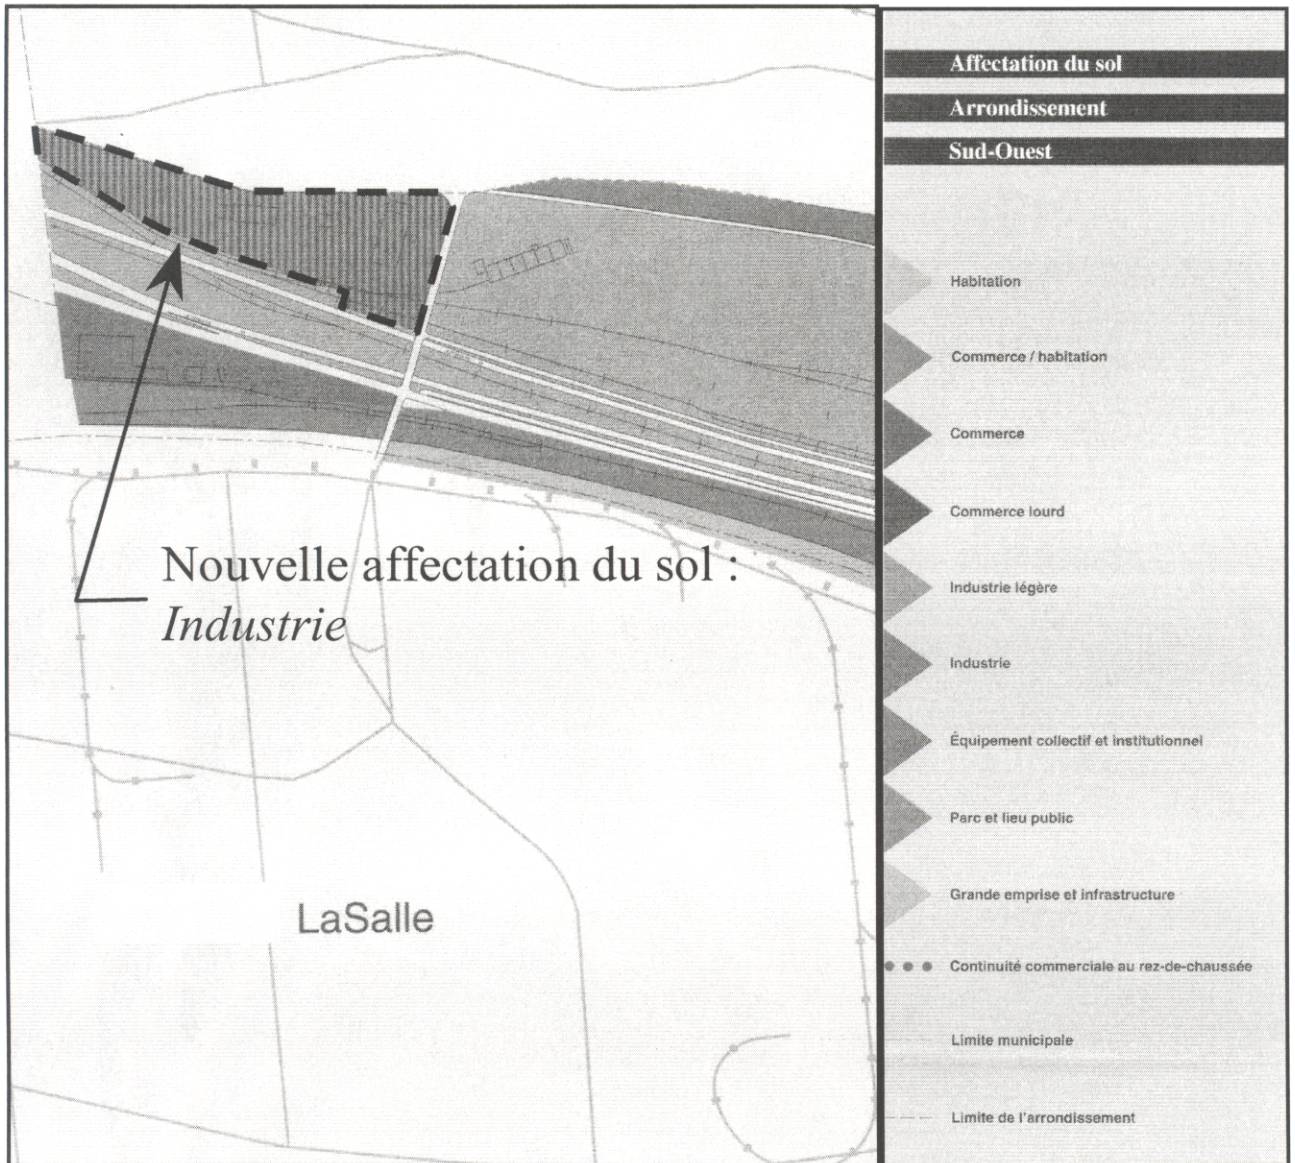 Nouvelle affectation du sol :
Industrie
LaSalle
Affectation du sol
Arrondissement
Sud-Ouest
Habitation
Commerce / habitation
Commerce
Commerce lourd
Industrie légère
Industrie
Équipement collectif et institutionnel
Parc et lieu public
Grande emprise et infrastructure
Continuité commerciale au rez-de-chaussée
Limite municipale
Limite de l'arrondissement